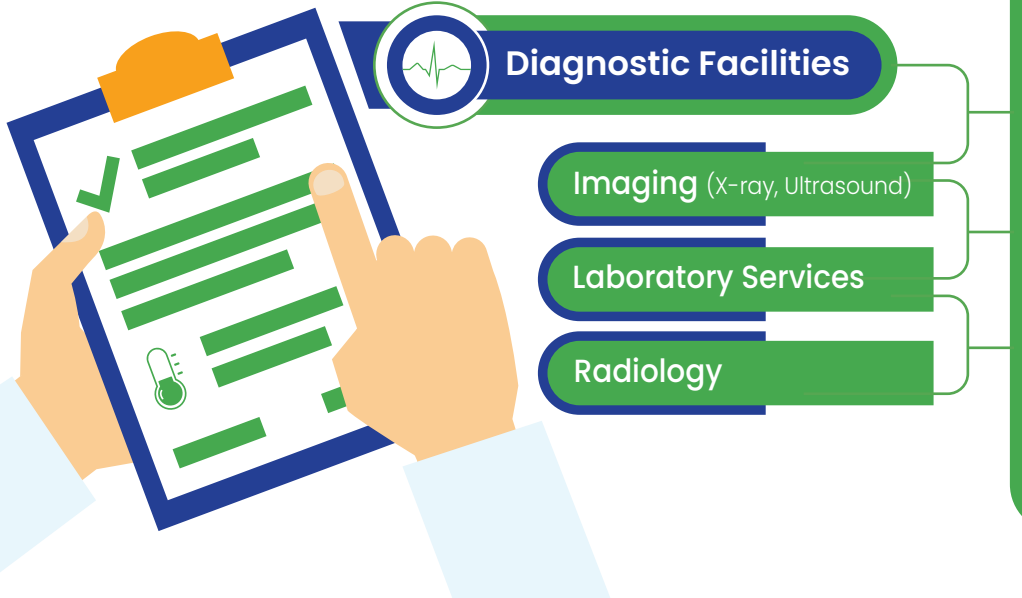 Diagnostic Facilities
Imaging (X-ray, Ultrasound)
Laboratory Services
Radiology